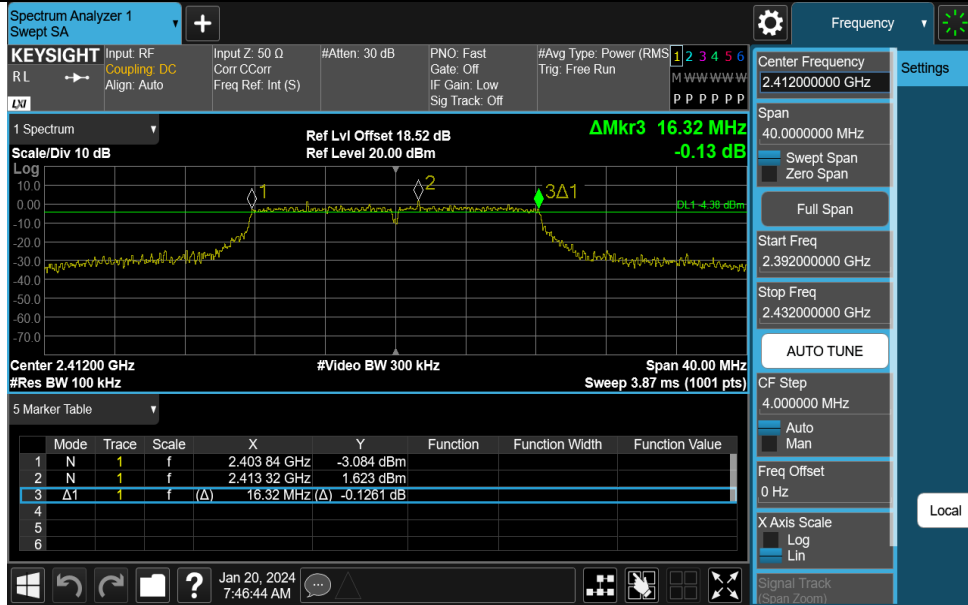 Spectrum Analyzer 1
Swept SA
+
Frequency
KEYSIGHT
R L
LXI
Input: RF
Coupling: DC
Align: Auto
Input Z: 50 Ω
Corr CCorr
Freq Ref: Int (S)
#Atten: 30 dB
PNO: Fast
Gate: Off
IF Gain: Low
Sig Track: Off
#Avg Type: Power (RMS
Trig: Free Run
1 2 3 4 5 6
M W W W W W
P P P P P P
1 Spectrum
Scale/Div 10 dB
Ref Lvl Offset 18.52 dB
Ref Level 20.00 dBm
ΔMkr3 16.32 MHz
-0.13 dB
Log
10.0
0.00
-10.0
-20.0
-30.0
-40.0
-50.0
-60.0
-70.0
1
2
3Δ1
DL1 -4.38 dBm
Center 2.41200 GHz
#Video BW 300 kHz
Span 40.00 MHz
#Res BW 100 kHz
Sweep 3.87 ms (1001 pts)
5 Marker Table
Mode Trace Scale X Y Function Function Width Function Value
1 N 1 f 2.403 84 GHz -3.084 dBm
2 N 1 f 2.413 32 GHz 1.623 dBm
3 Δ1 1 f (Δ) 16.32 MHz (Δ) -0.1261 dB
4
5
6
?
Jan 20, 2024
7:46:44 AM
Center Frequency
2.412000000 GHz
Settings
Span
40.0000000 MHz
Swept Span
Zero Span
Full Span
Start Freq
2.392000000 GHz
Stop Freq
2.432000000 GHz
AUTO TUNE
CF Step
4.000000 MHz
Auto
Man
Freq Offset
0 Hz
Local
X Axis Scale
Log
Lin
Signal Track
(Span Zoom)